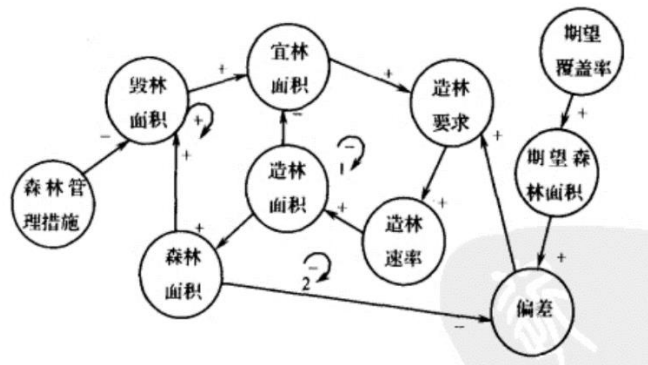 毁林
面积
宜林
面积
造林
要求
期望
覆盖率
森林管
理措施
造林
面积
期望森
林面积
森林
面积
造林
速率
偏差
+
+
+
+
-
+
-
+
-
1
+
+
+
-
2
+
-